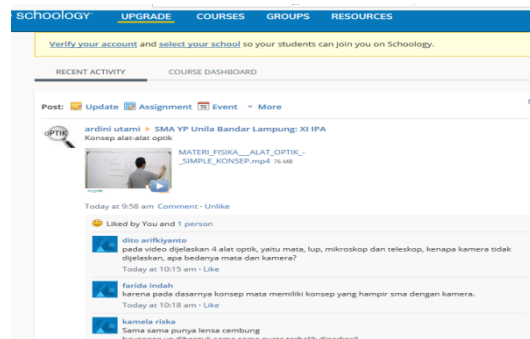 schoology UPGRADE COURSES GROUPS RESOURCES
Verify your account and select your school so your students can join you on Schoology.
RECENT ACTIVITY COURSE DASHBOARD
Post: Update Assignment 31 Event More
OPTIK
ardini utami ▸ SMA YP Unila Bandar Lampung: XI IPA
Konsep alat-alat optik
MATERI_FISIKA__ALAT_OPTIK_-
_SIMPLE_KONSEP.mp4 76 MB
Today at 9:58 am Comment · Unlike
Liked by You and 1 person
dito arifkiyanto
pada video dijelaskan 4 alat optik, yaitu mata, lup, mikroskop dan teleskop, kenapa kamera tidak
dijelaskan, apa bedanya mata dan kamera?
Today at 10:15 am · Like
farida indah
karena pada dasarnya konsep mata memiliki konsep yang hampir sma dengan kamera.
Today at 10:18 am · Like
kamela riska
Sama sama punya lensa cembung